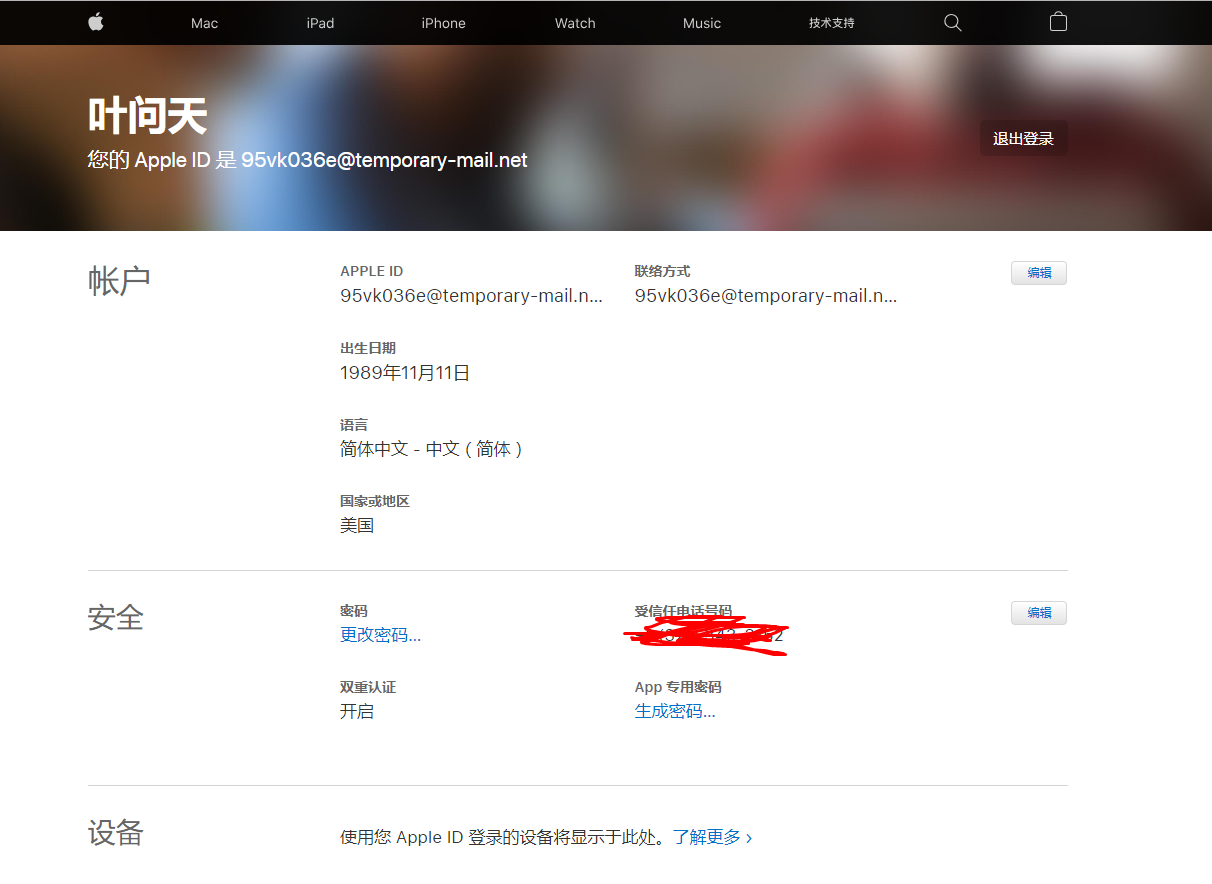 Mac iPad iPhone Watch Music 技术支持
叶问天
您的 Apple ID 是 95vk036e@temporary-mail.net
退出登录
帐户
APPLE ID
95vk036e@temporary-mail.n...
联络方式
95vk036e@temporary-mail.n...
编辑
出生日期
1989年11月11日
语言
简体中文 - 中文 ( 简体 )
国家或地区
美国
安全
密码
更改密码...
受信任电话号码
编辑
双重认证
开启
App 专用密码
生成密码...
设备
使用您 Apple ID 登录的设备将显示于此处。了解更多 ›